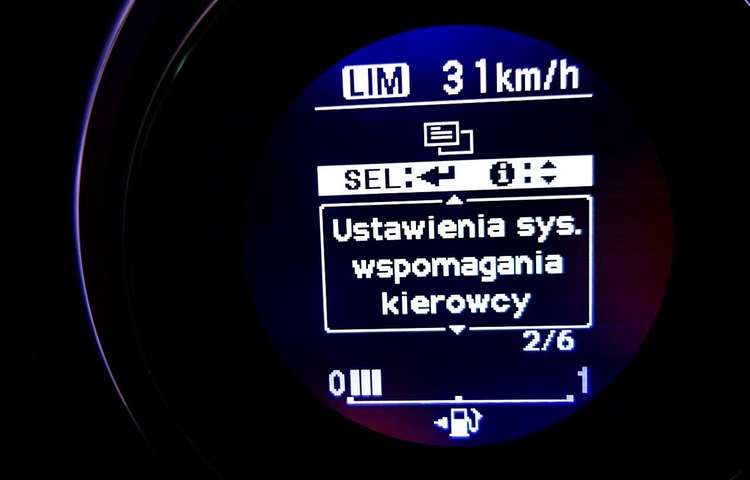 LIM 31km/h
SEL: i:
Ustawienia sys.
wspomagania
kierowcy
2/6
0 1